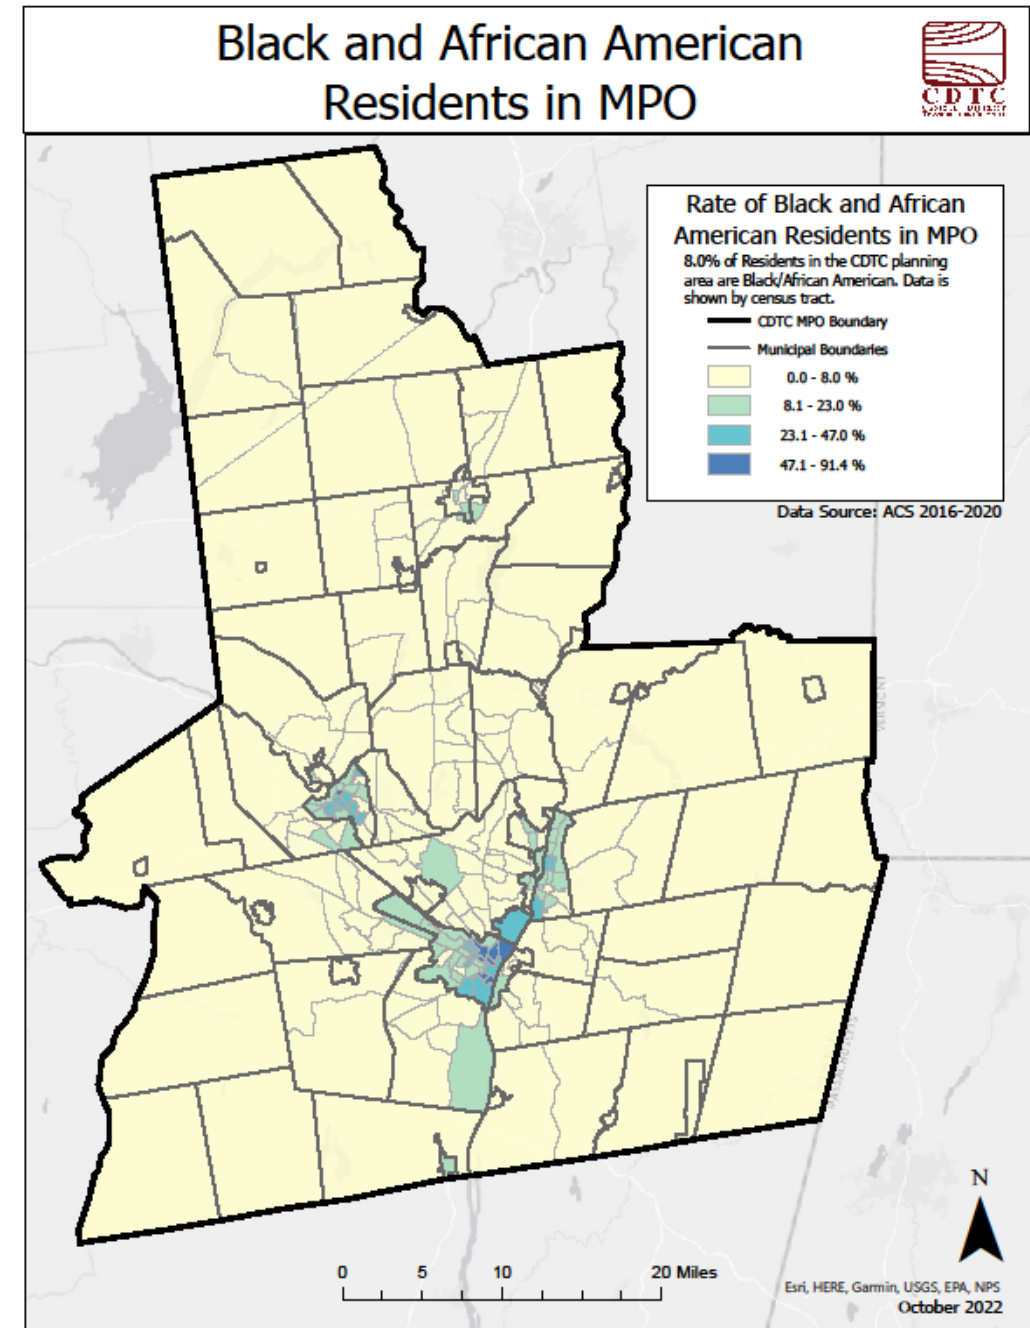 Black and African American
Residents in MPO
CDTC
Rate of Black and African
American Residents in MPO
8.0% of Residents in the CDTC planning
area are Black/African American. Data is
shown by census tract.
CDTC MPO Boundary
Municipal Boundaries
0.0 - 8.0 %
8.1 - 23.0 %
23.1 - 47.0 %
47.1 - 91.4 %
Data Source: ACS 2016-2020
VERMONT
MASSACHUSETTS
N
0 5 10 20 Miles
Esri, HERE, Garmin, USGS, EPA, NPS
October 2022